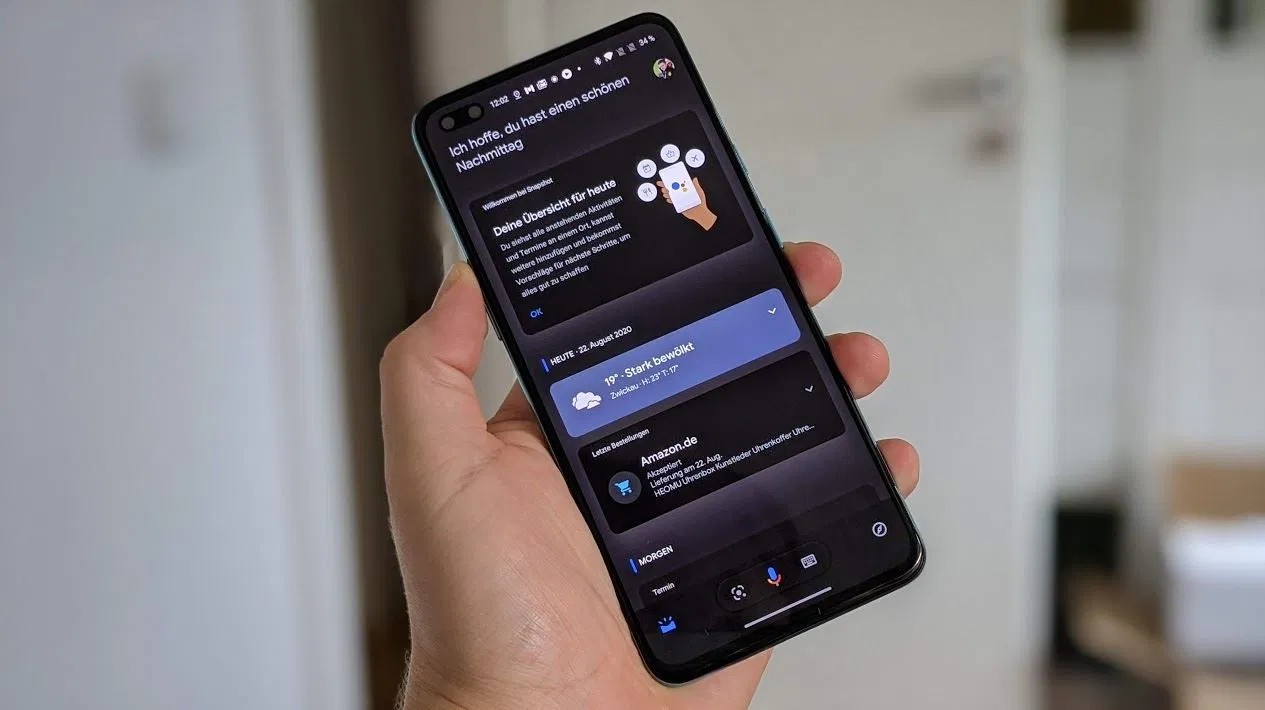 12:02
34 %
Ich hoffe, du hast einen schönen
Nachmittag
Willkommen bei Snapshot
Deine Übersicht für heute
Du siehst alle anstehenden Aktivitäten
und Termine an einem Ort, kannst
weitere hinzufügen und bekommst
Vorschläge für nächste Schritte, um
alles gut zu schaffen
OK
HEUTE · 22. August 2020
19° · Stark bewölkt
Zwickau · H: 23° T: 17°
Letzte Bestellungen
Amazon.de
Akzeptiert
Lieferung am 22. Aug.
HEOMU Uhrenbox Kunstleder Uhrenkoffer Uhre...
MORGEN
Termin